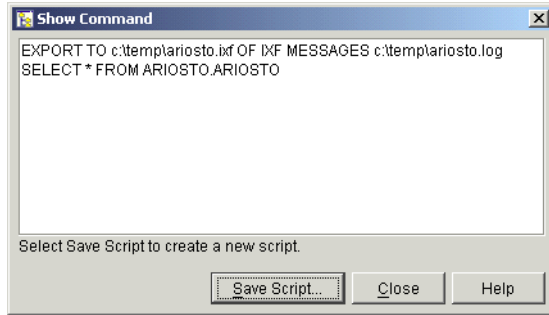 Show Command
EXPORT TO c:\temp\ariosto.ixf OF IXF MESSAGES c:\temp\ariosto.log
SELECT * FROM ARIOSTO.ARIOSTO
Select Save Script to create a new script.
Save Script... Close Help